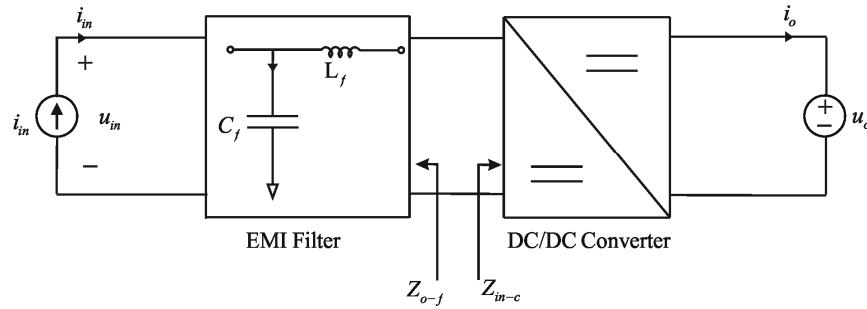 i_in
i_o
+
L_f
i_in
u_in
C_f
+
−
u_o
−
EMI Filter
DC/DC Converter
Z_o-f
Z_in-c